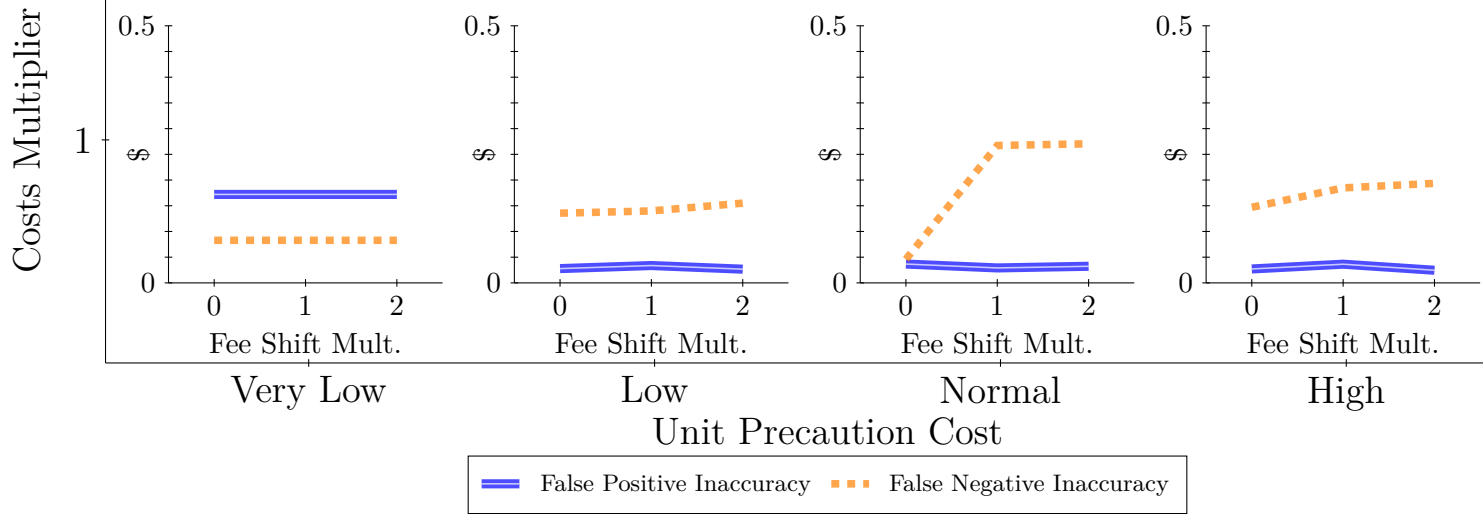 Costs Multiplier
1
0.5
$
0
0 1 2
Fee Shift Mult.
0.5
$
0
0 1 2
Fee Shift Mult.
0.5
$
0
0 1 2
Fee Shift Mult.
0.5
$
0
0 1 2
Fee Shift Mult.
Very Low Low Normal High
Unit Precaution Cost
False Positive Inaccuracy False Negative Inaccuracy